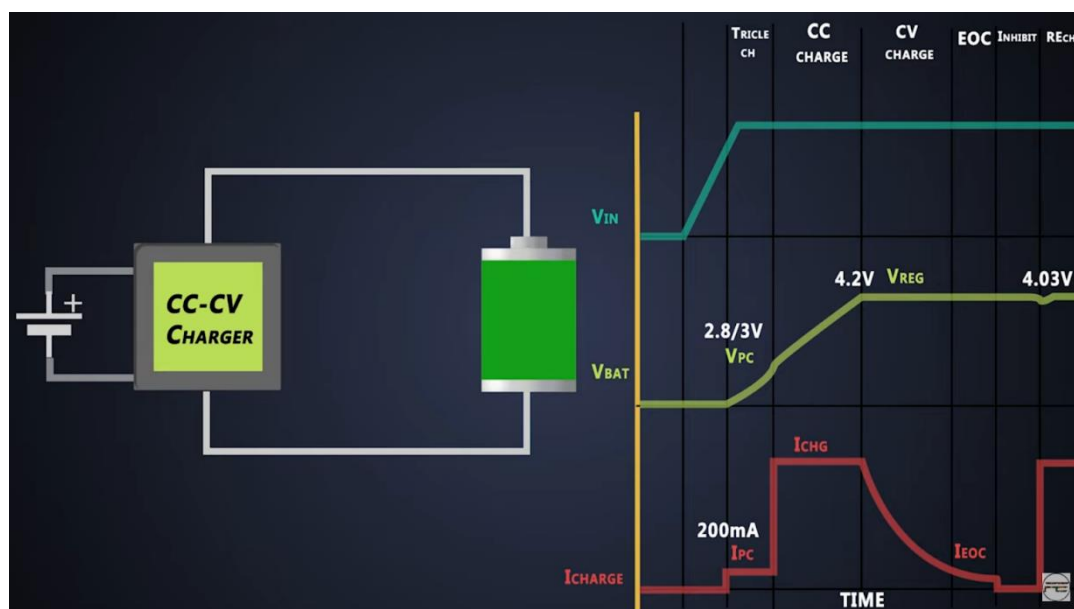 TRICLE
CH
CC
CHARGE
CV
CHARGE
EOC
INHIBIT
RECH
VIN
4.2V
VREG
4.03V
+
CC-CV
CHARGER
2.8/3V
VPC
VBAT
ICHG
200mA
IPC
IEOC
ICHARGE
TIME